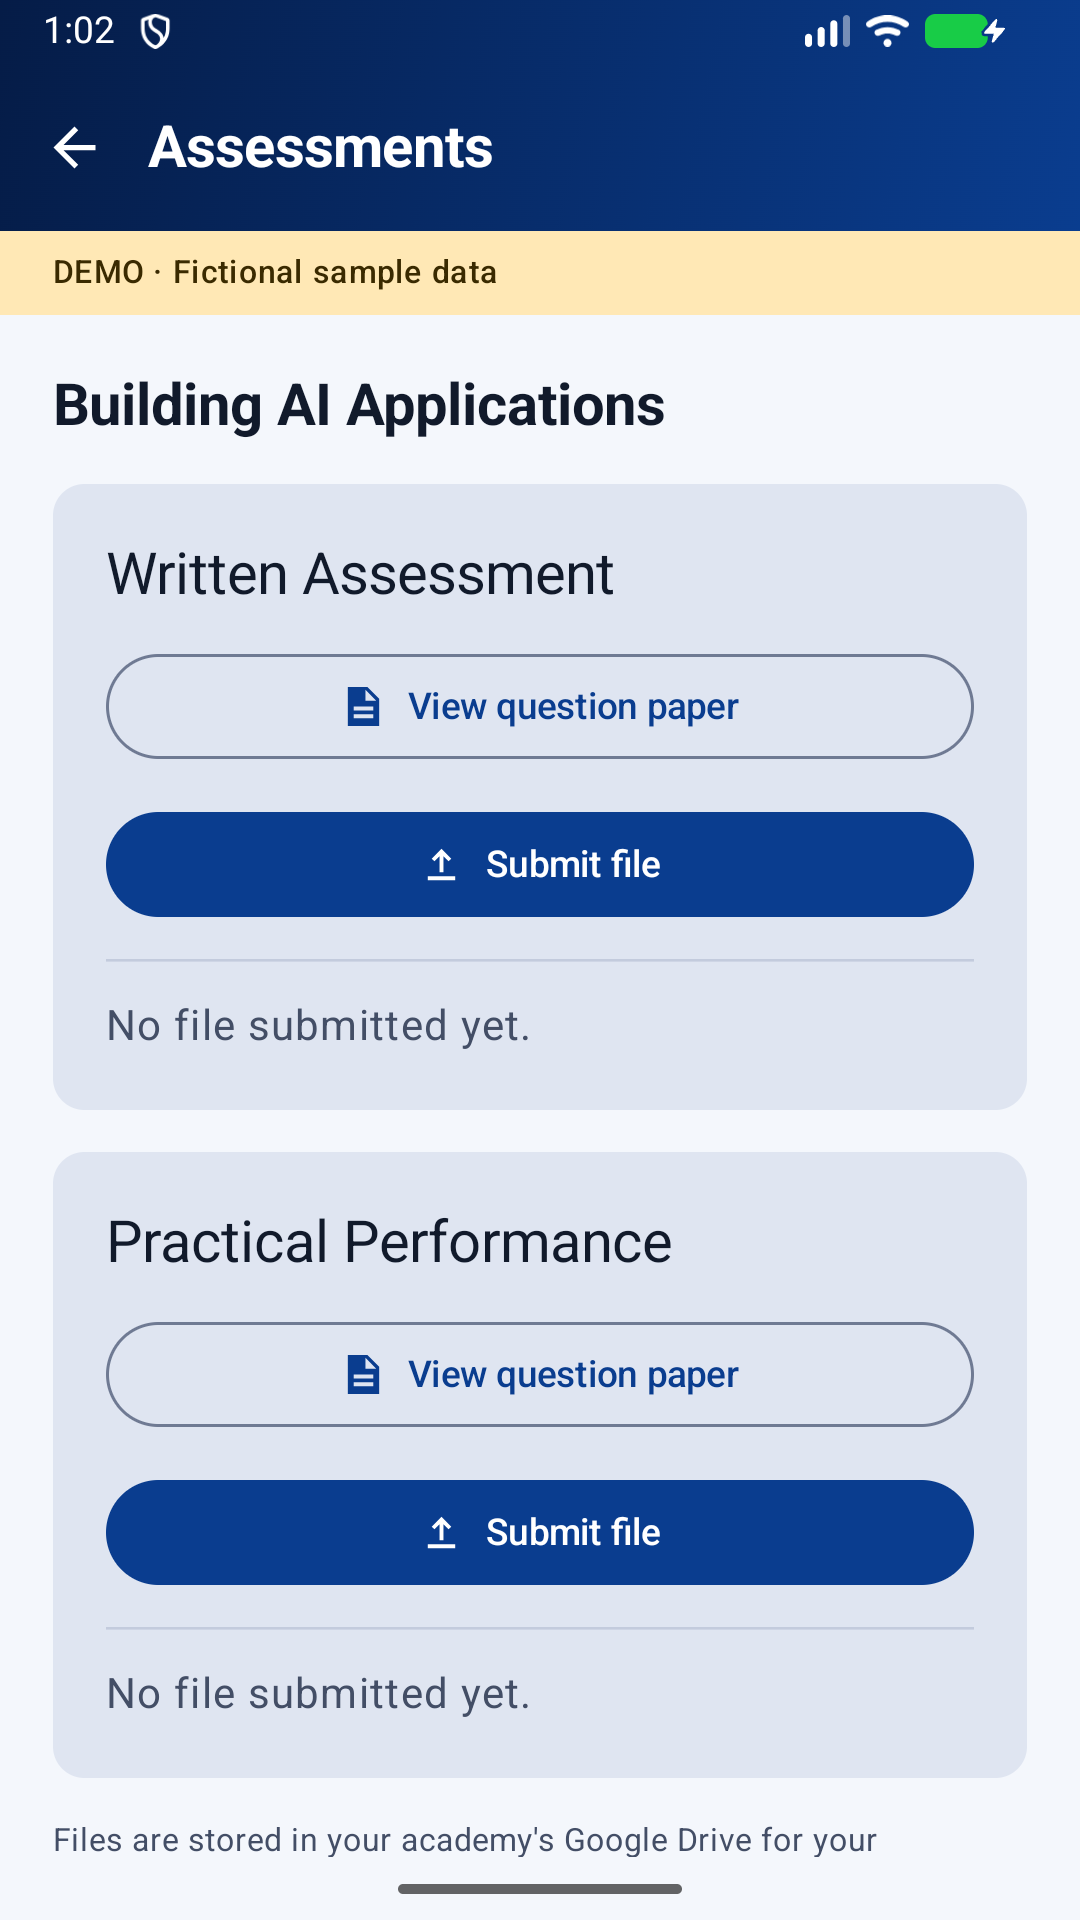 1:02
Assessments
DEMO · Fictional sample data
Building AI Applications
Written Assessment
View question paper
Submit file
No file submitted yet.
Practical Performance
View question paper
Submit file
No file submitted yet.
Files are stored in your academy's Google Drive for your